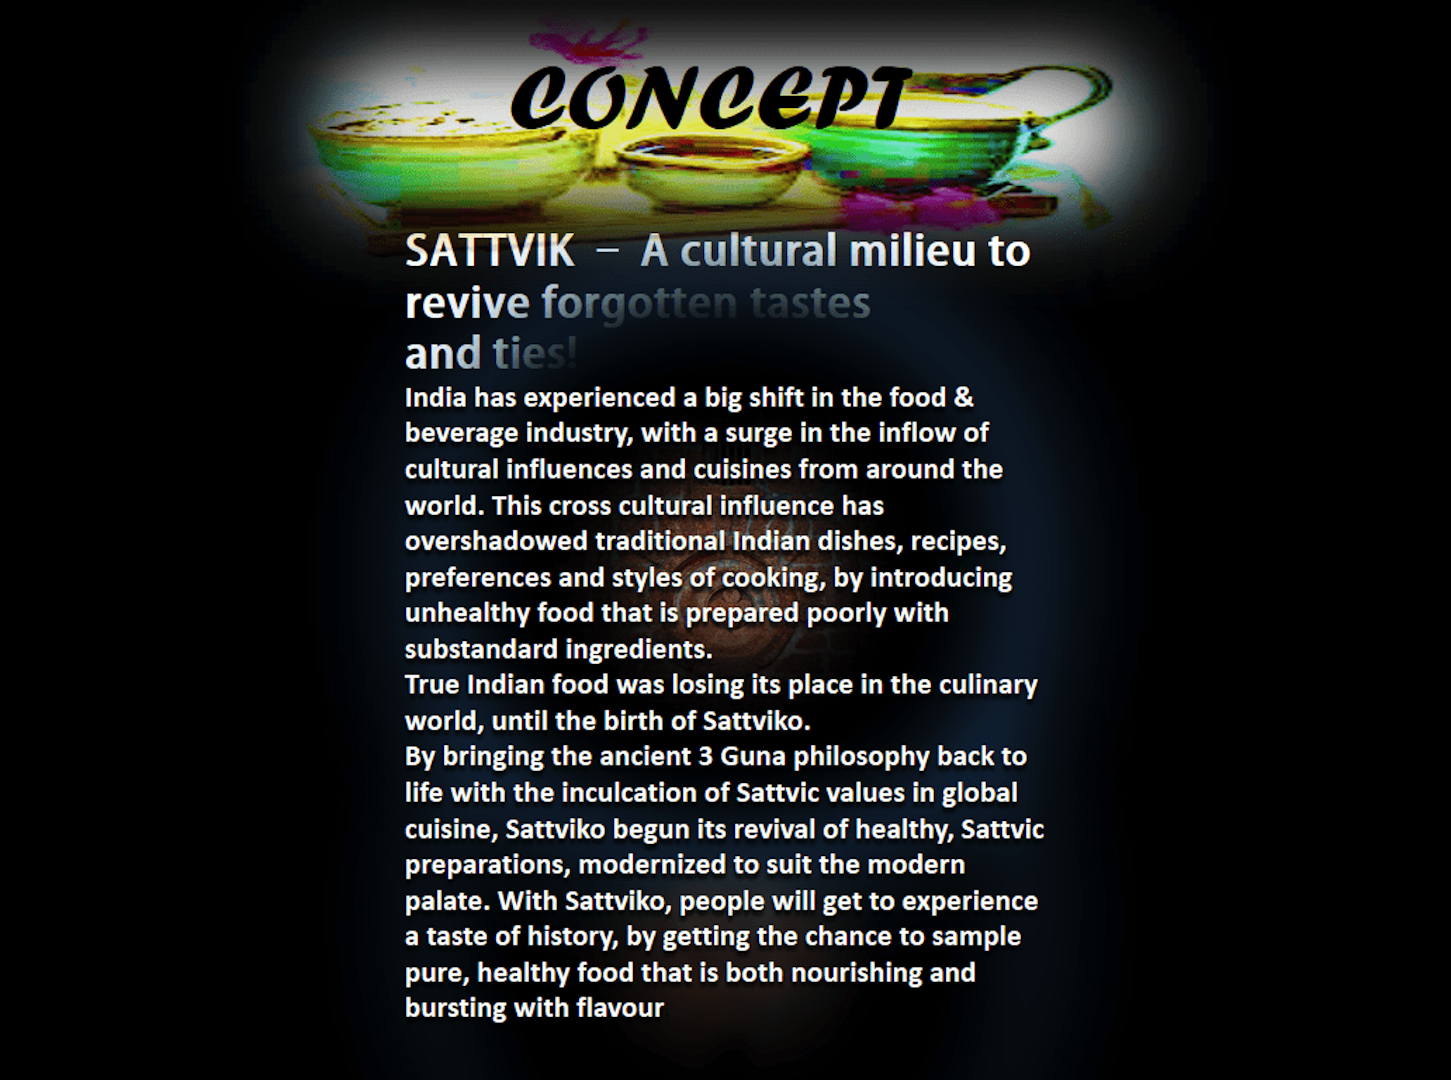 CONCEPT
SATTVIK – A cultural milieu to
revive forgotten tastes
and ties!
India has experienced a big shift in the food &
beverage industry, with a surge in the inflow of
cultural influences and cuisines from around the
world. This cross cultural influence has
overshadowed traditional Indian dishes, recipes,
preferences and styles of cooking, by introducing
unhealthy food that is prepared poorly with
substandard ingredients.
True Indian food was losing its place in the culinary
world, until the birth of Sattviko.
By bringing the ancient 3 Guna philosophy back to
life with the inculcation of Sattvic values in global
cuisine, Sattviko begun its revival of healthy, Sattvic
preparations, modernized to suit the modern
palate. With Sattviko, people will get to experience
a taste of history, by getting the chance to sample
pure, healthy food that is both nourishing and
bursting with flavour